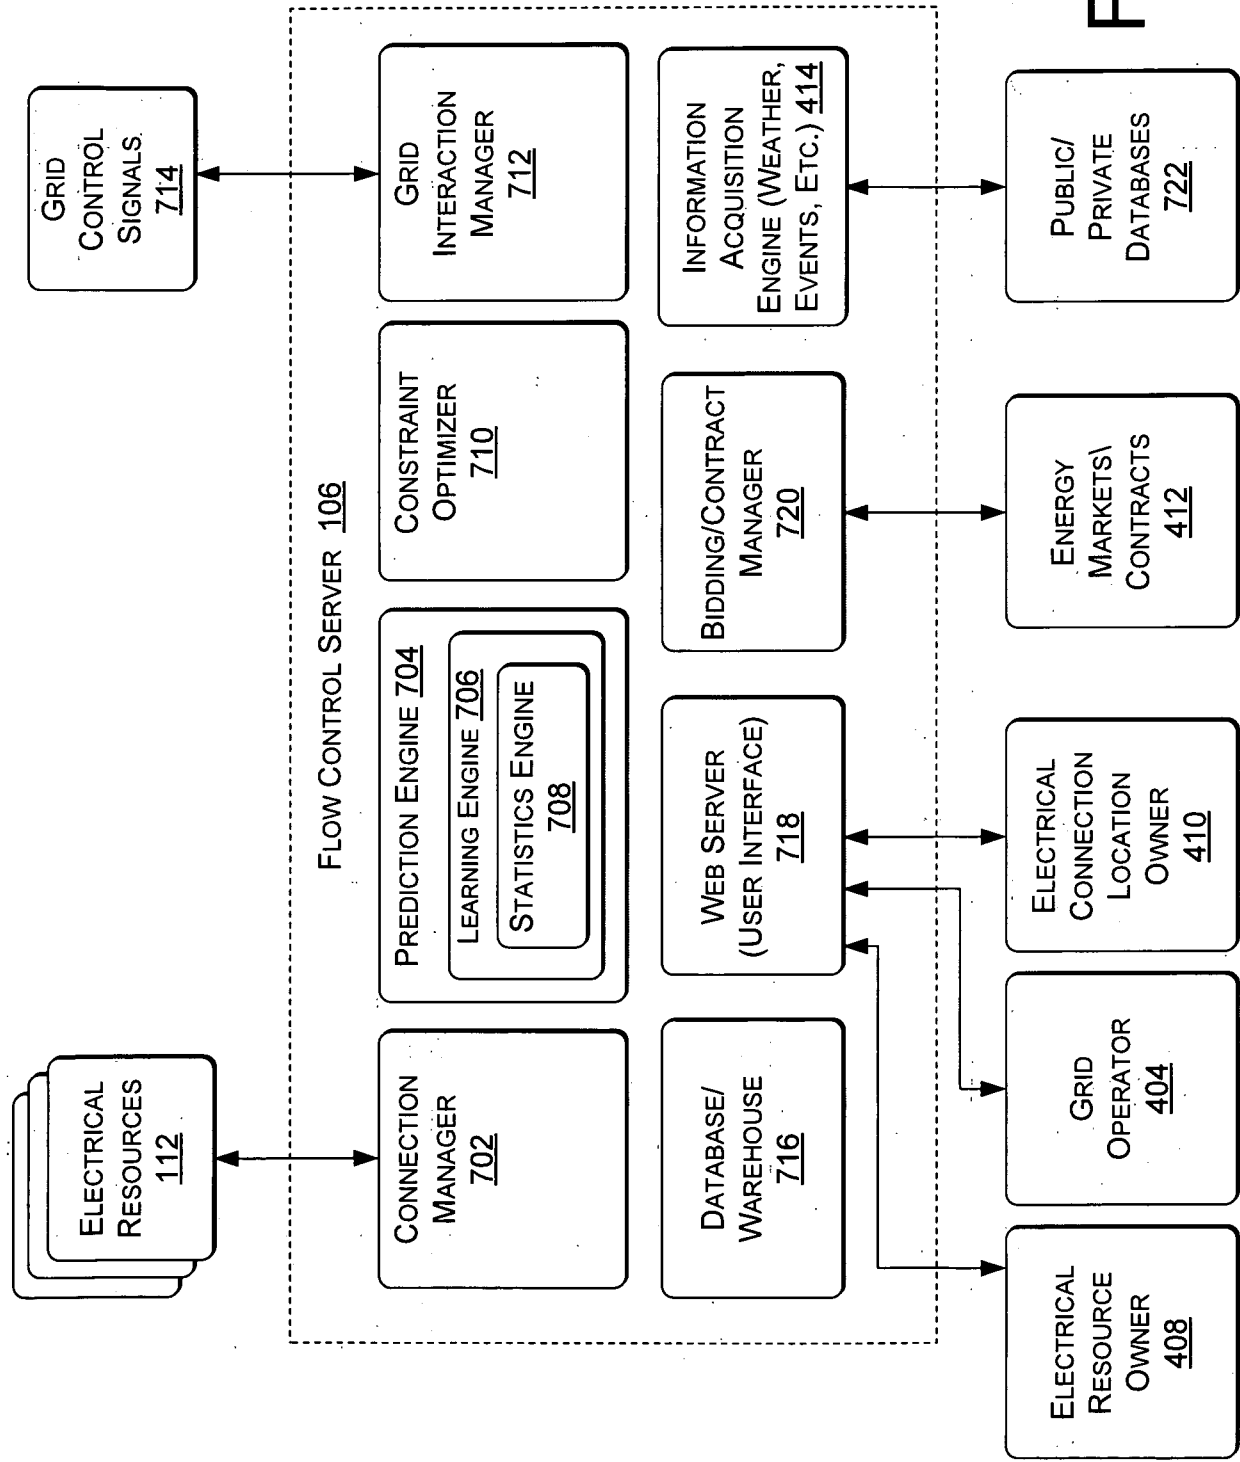 ELECTRICAL
RESOURCES
112
GRID
CONTROL
SIGNALS
714
FLOW CONTROL SERVER 106
CONNECTION
MANAGER
702
PREDICTION ENGINE 704
LEARNING ENGINE 706
STATISTICS ENGINE
708
CONSTRAINT
OPTIMIZER
710
GRID
INTERACTION
MANAGER
712
DATABASE/
WAREHOUSE
716
WEB SERVER
(USER INTERFACE)
718
BIDDING/CONTRACT
MANAGER
720
INFORMATION
ACQUISITION
ENGINE (WEATHER,
EVENTS, ETC.) 414
ELECTRICAL
RESOURCE
OWNER
408
GRID
OPERATOR
404
ELECTRICAL
CONNECTION
LOCATION
OWNER
410
ENERGY
MARKETS\
CONTRACTS
412
PUBLIC/
PRIVATE
DATABASES
722
F